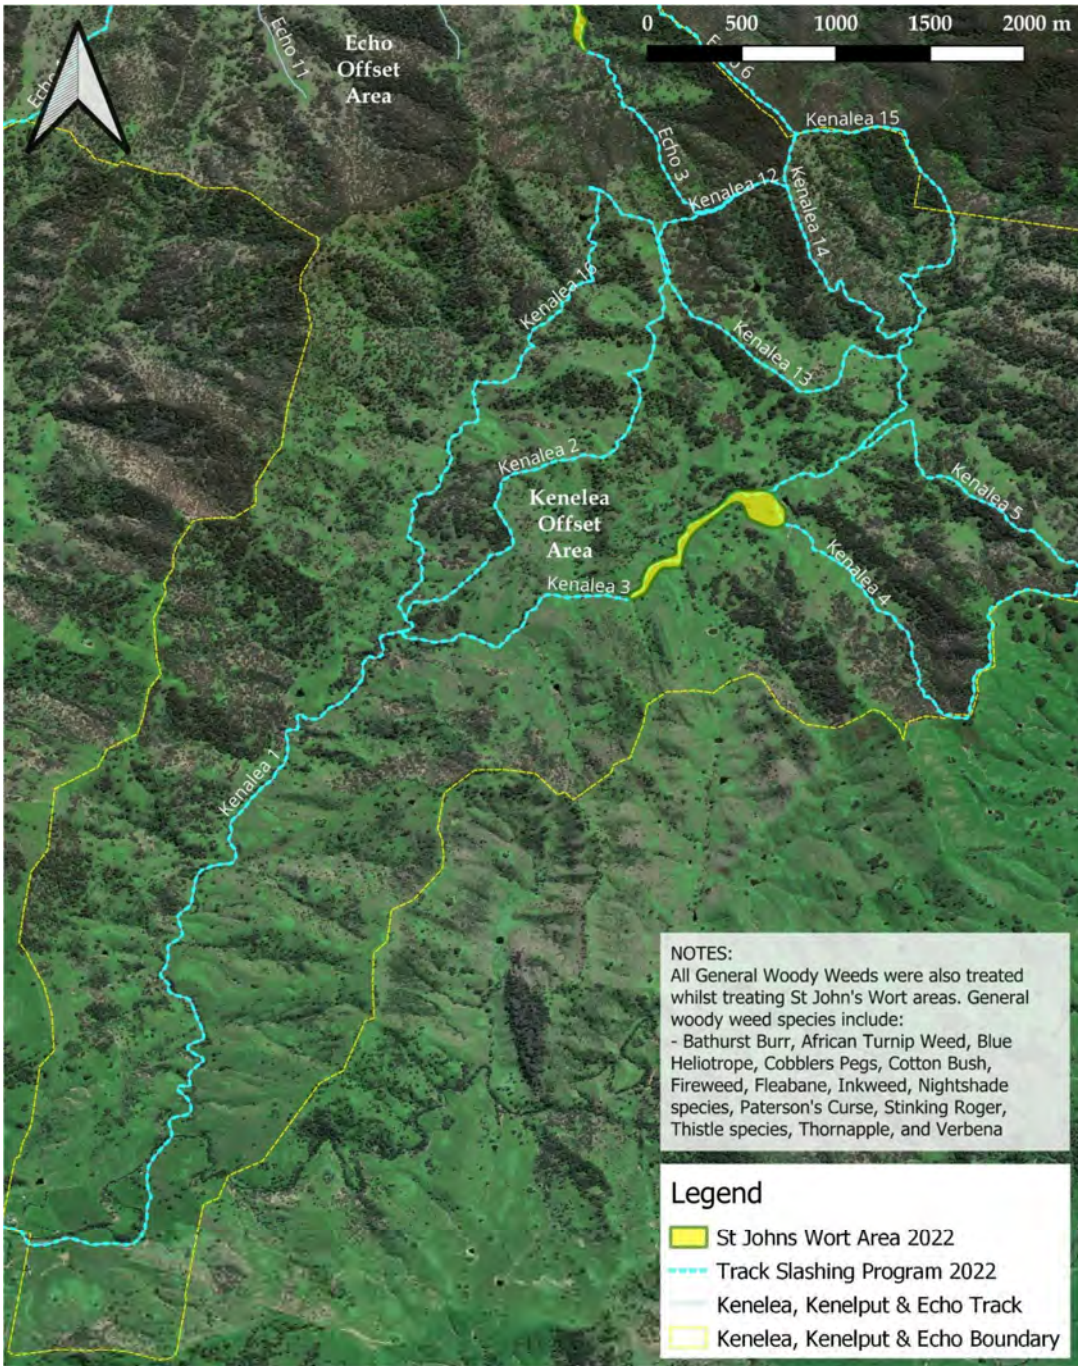 0 500 1000 1500 2000 m
Echo
Offset
Area
Echo 11
Echo
Echo 3
Kenalea 15
Kenalea 12
Kenalea 14
Kenalea 16
Kenalea 13
Kenalea 2
Kenelea
Offset
Area
Kenalea 5
Kenalea 3
Kenalea 4
Kenalea 1
NOTES:
All General Woody Weeds were also treated
whilst treating St John's Wort areas. General
woody weed species include:
- Bathurst Burr, African Turnip Weed, Blue
Heliotrope, Cobblers Pegs, Cotton Bush,
Fireweed, Fleabane, Inkweed, Nightshade
species, Paterson's Curse, Stinking Roger,
Thistle species, Thornapple, and Verbena
Legend
St Johns Wort Area 2022
Track Slashing Program 2022
Kenelea, Kenelput & Echo Track
Kenelea, Kenelput & Echo Boundary